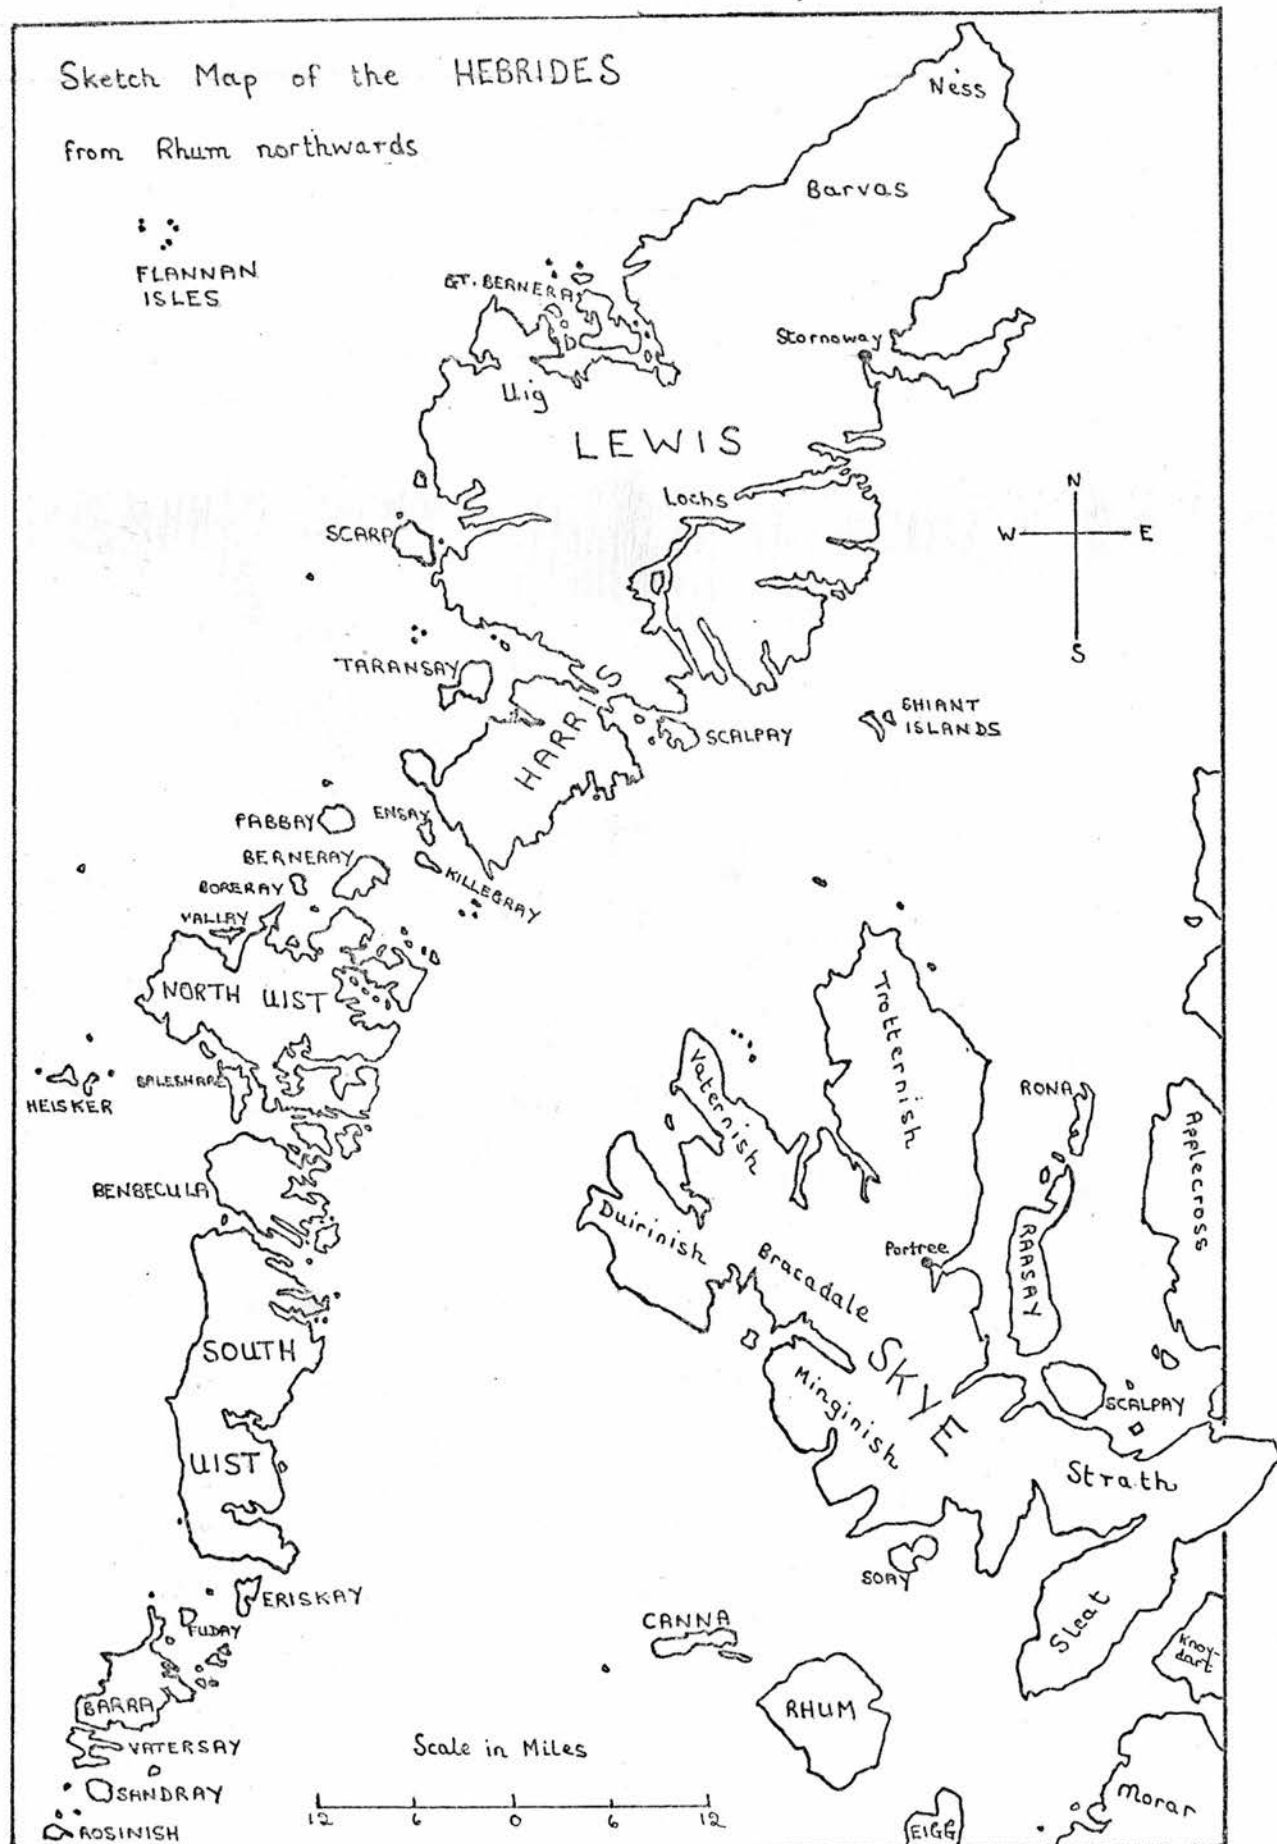 Sketch Map of the HEBRIDES
from Rhum northwards
Ness
Barvas
FLANNAN
ISLES
GT. BERNERA
Stornoway
Uig
LEWIS
Lochs
N
W E
S
SCARP
TARANSAY
HARRIS
SCALPAY
SHIANT
ISLANDS
PABBAY
ENSAY
BERNERAY
KILLEGRAY
BORERAY
VALLAY
NORTH UIST
Trotternish
Vaternish
BALESHARE
HEISKER
RONA
Applecross
BENBECULA
Duirinish
Bracadale
Portree
RAASAY
SOUTH
UIST
SKYE
Minginish
SCALPAY
Strath
SOAY
ERISKAY
FUDAY
CANNA
Sleat
Knoy-
dart
BARRA
RHUM
VATERSAY
Scale in Miles
SANDRAY
12 6 0 6 12
Morar
ROSINISH
EIGG